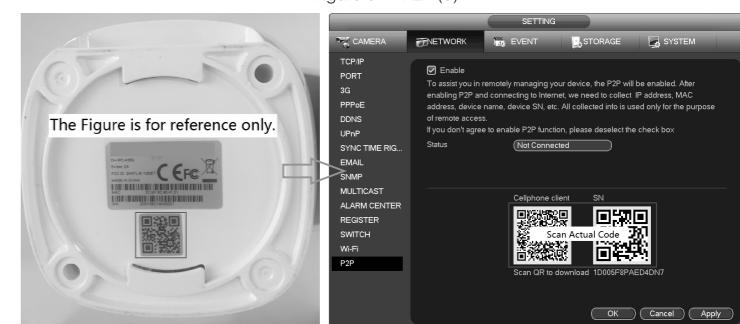 The Figure is for reference only.
CE FC
SETTING
CAMERA NETWORK EVENT STORAGE SYSTEM
TCP/IP
PORT
3G
PPPoE
DDNS
UPnP
SYNC TIME RIG...
EMAIL
SNMP
MULTICAST
ALARM CENTER
REGISTER
SWITCH
Wi-Fi
P2P
Enable
To assist you in remotely managing your device, the P2P will be enabled. After
enabling P2P and connecting to Internet, we need to collect IP address, MAC
address, device name, device SN, etc. All collected info is used only for the purpose
of remote access.
If you don't agree to enable P2P function, please deselect the check box
Status Not Connected
Cellphone client SN
Scan Actual Code
Scan QR to download 1D005F8PAED4DN7
OK Cancel Apply